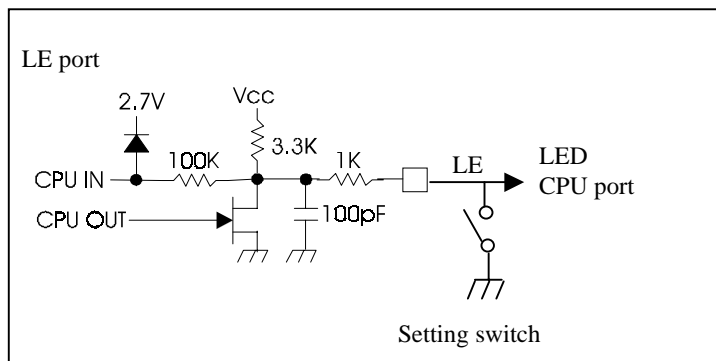 LE port
2.7V
Vcc
3.3K
100K
1K
LE
LED
CPU port
CPU IN
CPU OUT
100pF
Setting switch